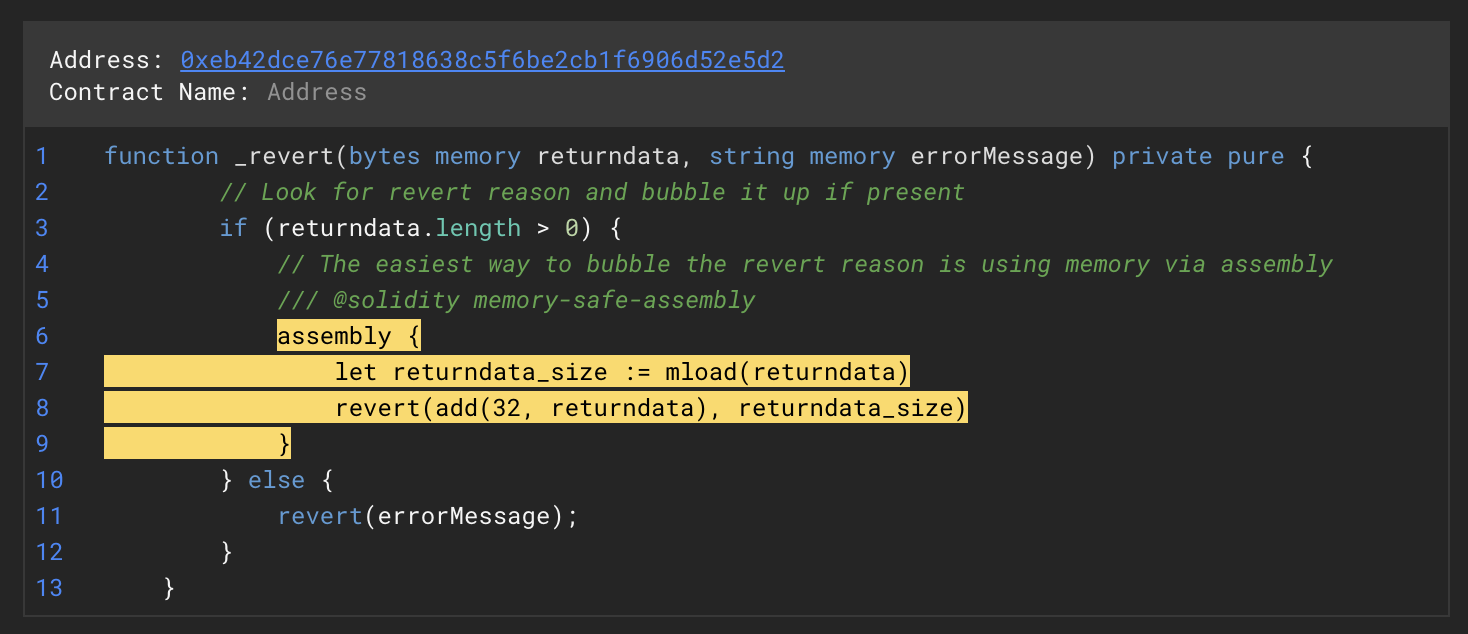 Address: 0xeb42dce76e77818638c5f6be2cb1f6906d52e5d2
Contract Name: Address
1 function _revert(bytes memory returndata, string memory errorMessage) private pure {
2 // Look for revert reason and bubble it up if present
3 if (returndata.length > 0) {
4 // The easiest way to bubble the revert reason is using memory via assembly
5 /// @solidity memory-safe-assembly
6 assembly {
7 let returndata_size := mload(returndata)
8 revert(add(32, returndata), returndata_size)
9 }
10 } else {
11 revert(errorMessage);
12 }
13 }